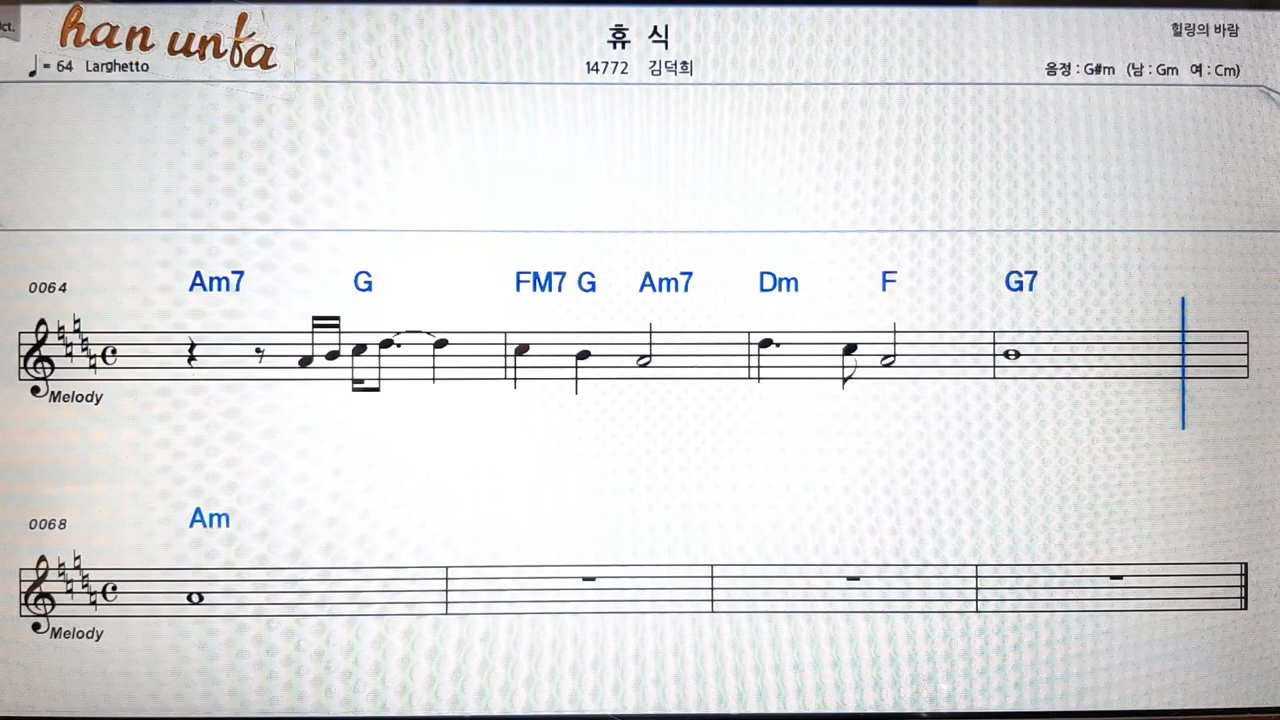 ct.
han unfa
휴 식
힐링의 바람
♩= 64 Larghetto
14772 김덕희
음정 : G#m (남 : Gm 여 : Cm)
0064 Am7 G FM7 G Am7 Dm F G7
Melody
0068 Am
Melody